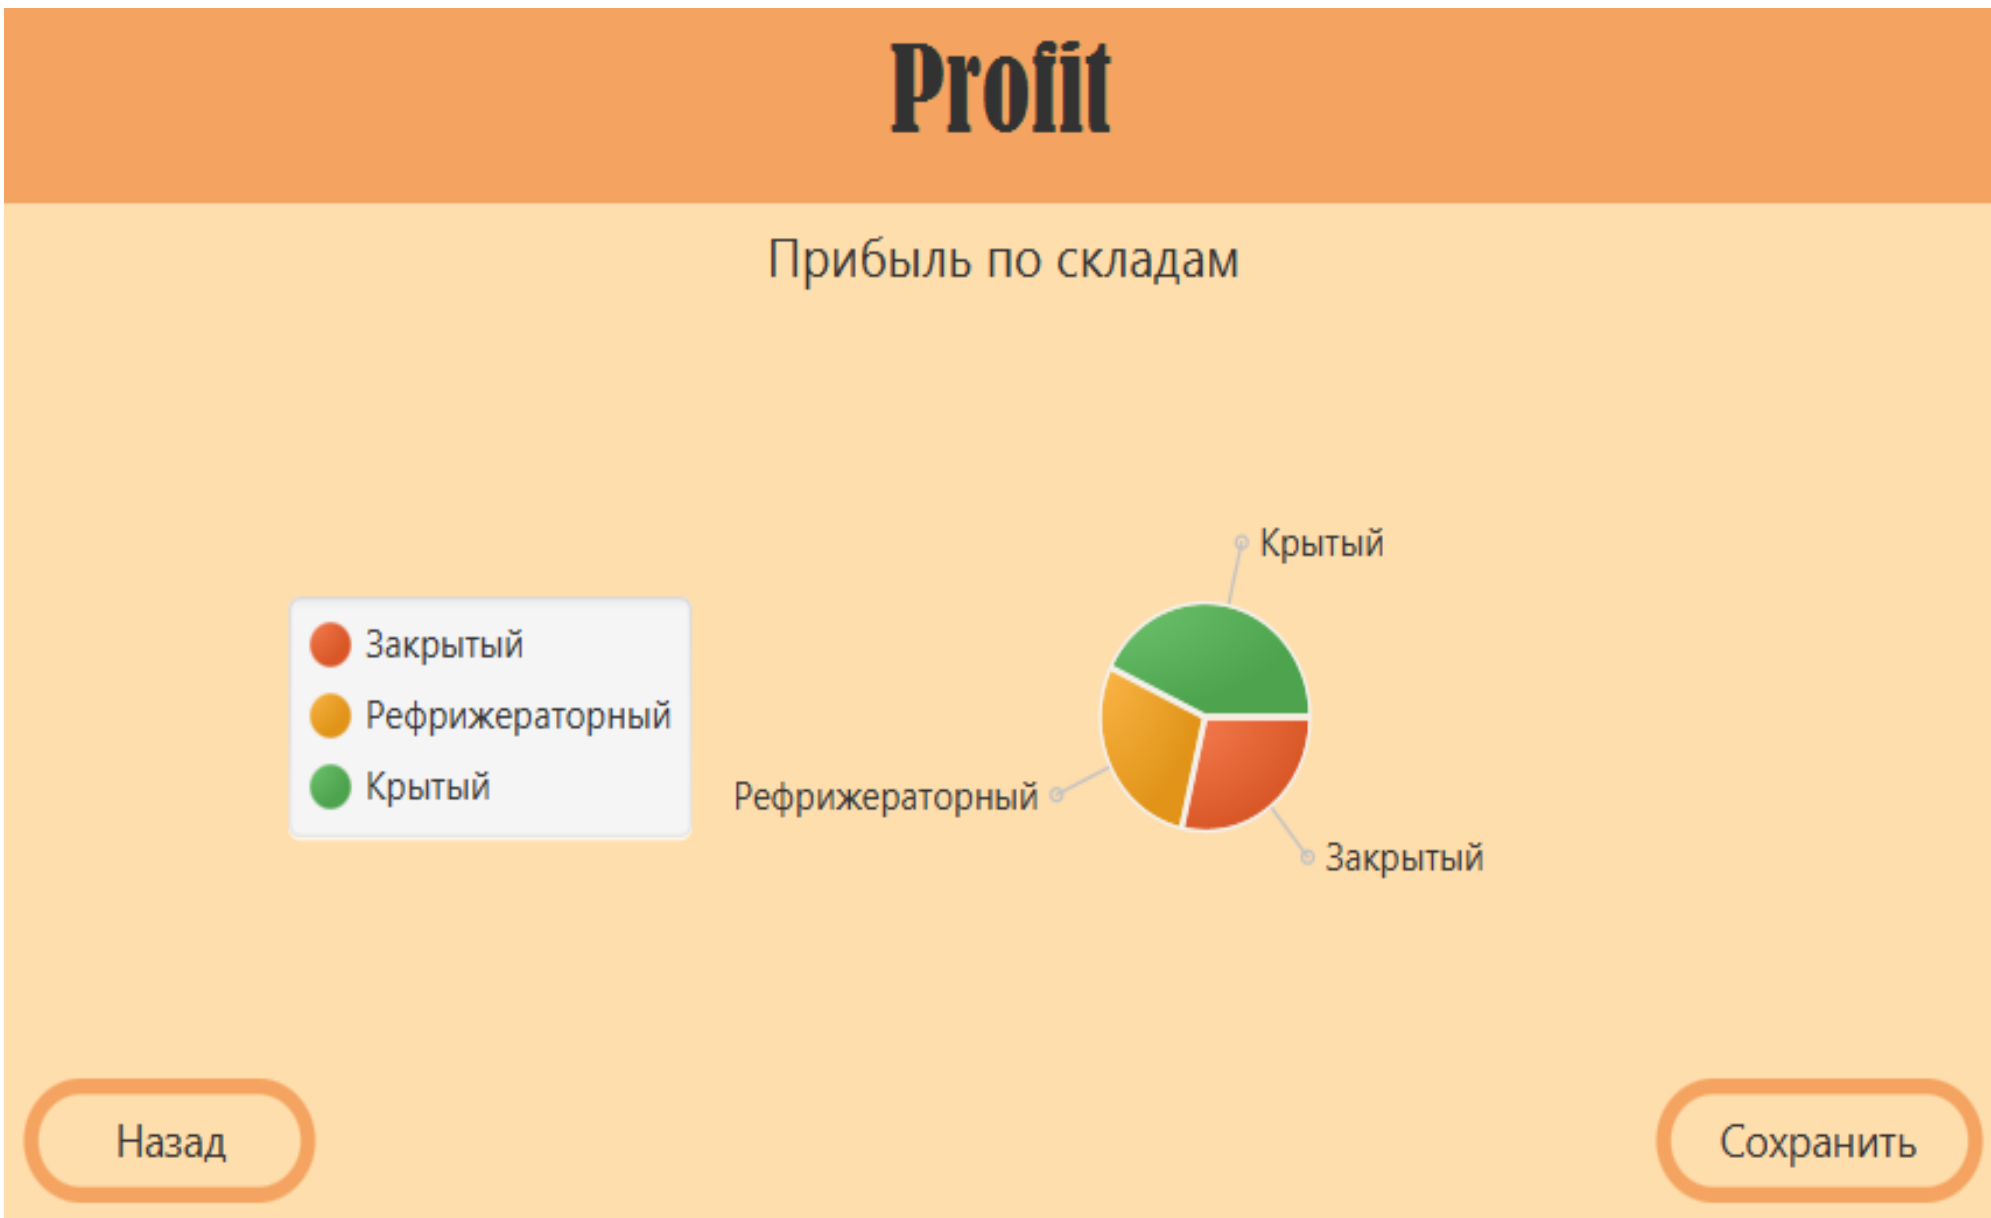 Profit
Прибыль по складам
Крытый
Закрытый
Рефрижераторный
Крытый
Рефрижераторный
Закрытый
Назад
Сохранить